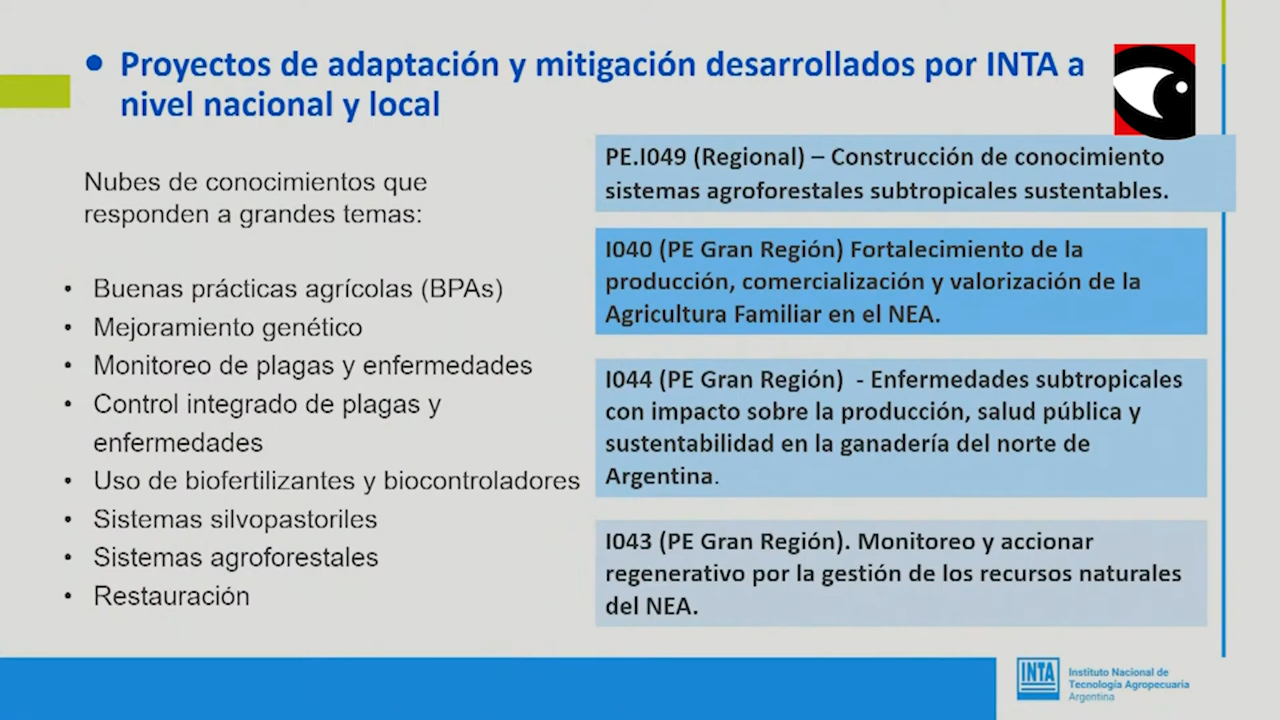 • Proyectos de adaptación y mitigación desarrollados por INTA a
nivel nacional y local
Nubes de conocimientos que
responden a grandes temas:
• Buenas prácticas agrícolas (BPAs)
• Mejoramiento genético
• Monitoreo de plagas y enfermedades
• Control integrado de plagas y
enfermedades
• Uso de biofertilizantes y biocontroladores
• Sistemas silvopastoriles
• Sistemas agroforestales
• Restauración
PE.I049 (Regional) – Construcción de conocimiento
sistemas agroforestales subtropicales sustentables.
I040 (PE Gran Región) Fortalecimiento de la
producción, comercialización y valorización de la
Agricultura Familiar en el NEA.
I044 (PE Gran Región) - Enfermedades subtropicales
con impacto sobre la producción, salud pública y
sustentabilidad en la ganadería del norte de
Argentina.
I043 (PE Gran Región). Monitoreo y accionar
regenerativo por la gestión de los recursos naturales
del NEA.
INTA
Instituto Nacional de
Tecnología Agropecuaria
Argentina